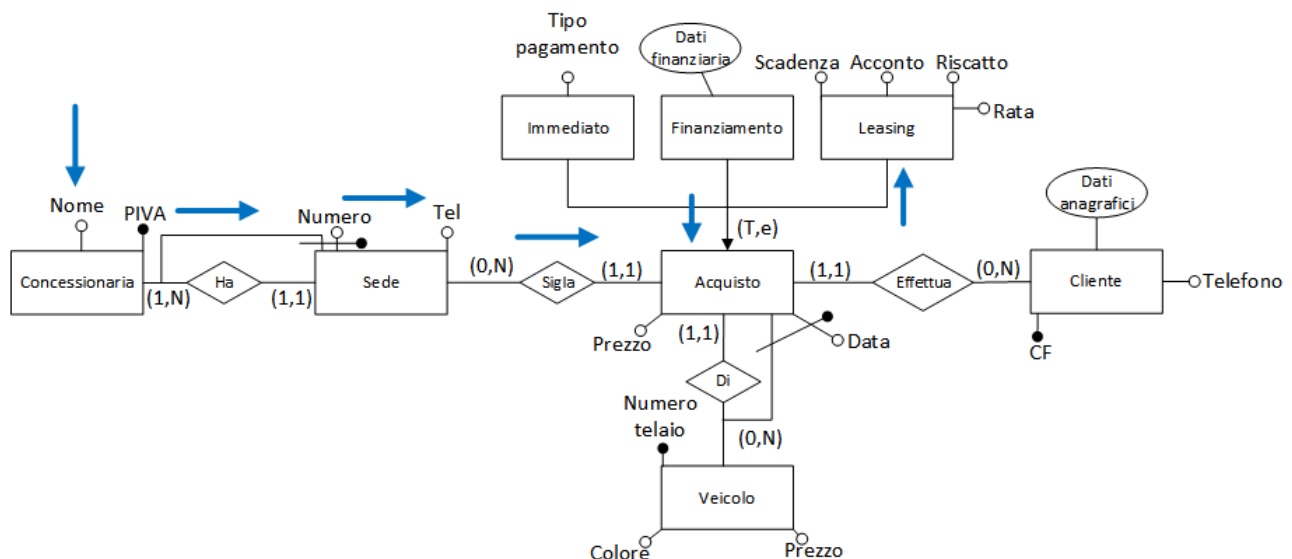 Tipo
pagamento
Dati
finanziaria
Scadenza
Acconto
Riscatto
Rata
Immediato
Finanziamento
Leasing
Nome
PIVA
Numero
Tel
(T,e)
Dati
anagrafici
Concessionaria
(1,N)
Ha
(1,1)
Sede
(0,N)
Sigla
(1,1)
Acquisto
(1,1)
Effettua
(0,N)
Cliente
Telefono
CF
Prezzo
(1,1)
Data
Di
Numero
telaio
(0,N)
Veicolo
Colore
Prezzo